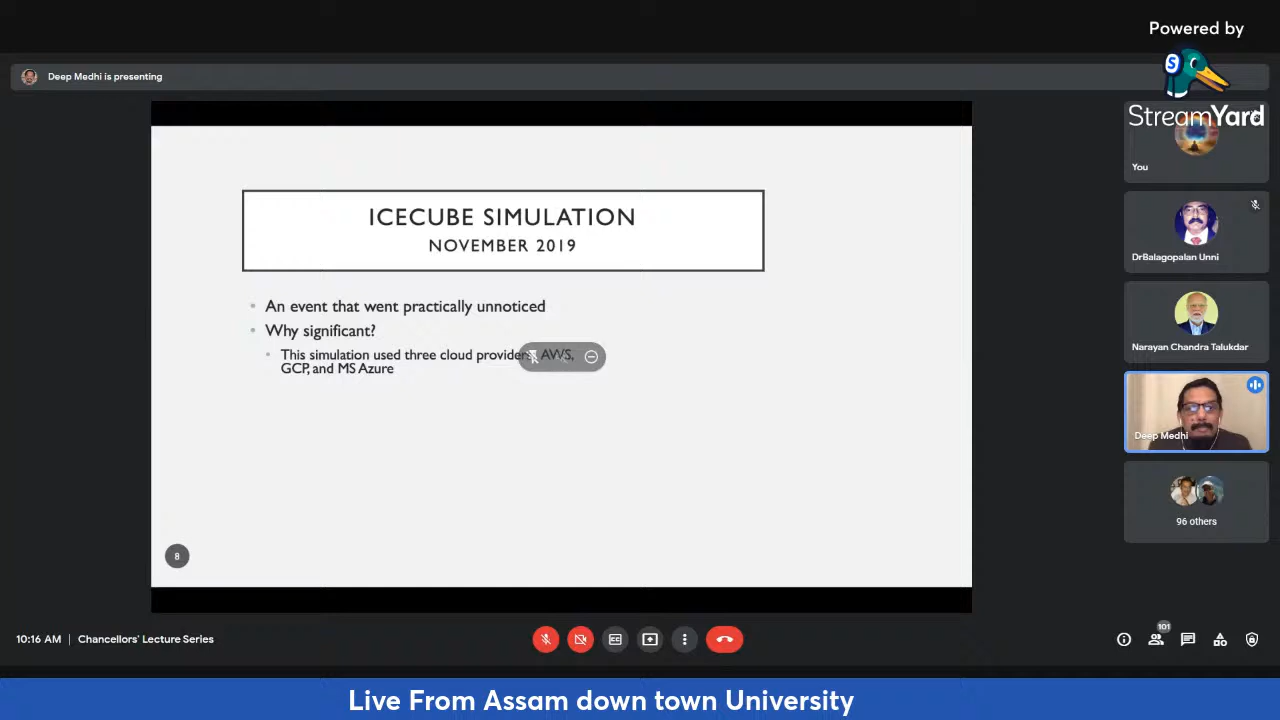 Powered by
StreamYard
Deep Medhi is presenting
You
DrBalagopalan Unni
Narayan Chandra Talukdar
Deep Medhi
96 others
ICECUBE SIMULATION
NOVEMBER 2019
An event that went practically unnoticed
Why significant?
This simulation used three cloud providers, AWS,
GCP, and MS Azure
8
10:16 AM | Chancellors' Lecture Series
101
Live From Assam down town University